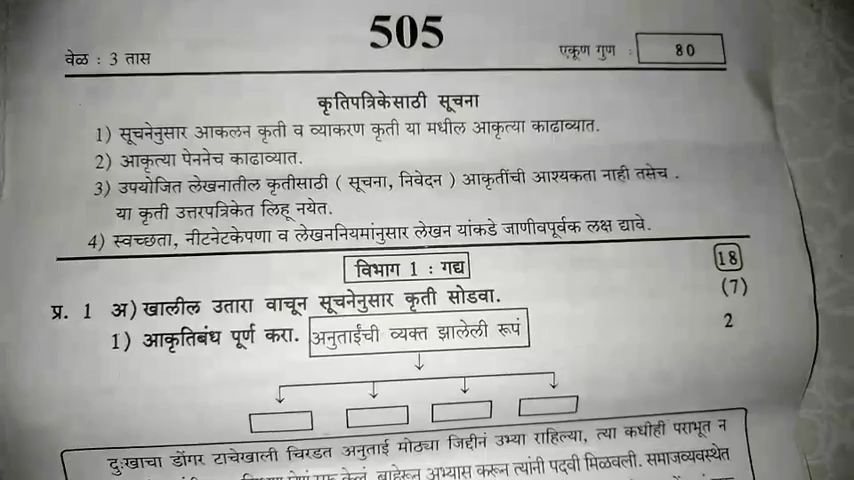 505
वेळ : 3 तास
एकूण गुण : 80
कृतिपत्रिकेसाठी सूचना
1) सूचनेनुसार आकलन कृती व व्याकरण कृती या मधील आकृत्या काढाव्यात.
2) आकृत्या पेननेच काढाव्यात.
3) उपयोजित लेखनातील कृतीसाठी ( सूचना, निवेदन ) आकृतींची आश्यकता नाही तसेच .
या कृती उत्तरपत्रिकेत लिहू नयेत.
4) स्वच्छता, नीटनेटकेपणा व लेखननियमांनुसार लेखन यांकडे जाणीवपूर्वक लक्ष द्यावे.
विभाग 1 : गद्य
18
प्र. 1 अ) खालील उतारा वाचून सूचनेनुसार कृती सोडवा.
(7)
1) आकृतिबंध पूर्ण करा. अनुताईंची व्यक्त झालेली रूपं
2
दुःखाचा डोंगर टाचेखाली चिरडत अनुताई मोठ्या जिद्दीनं उभ्या राहिल्या, त्या कधीही पराभूत न
केलं. बाहेरून अभ्यास करून त्यांनी पदवी मिळवली. समाजव्यवस्थेत